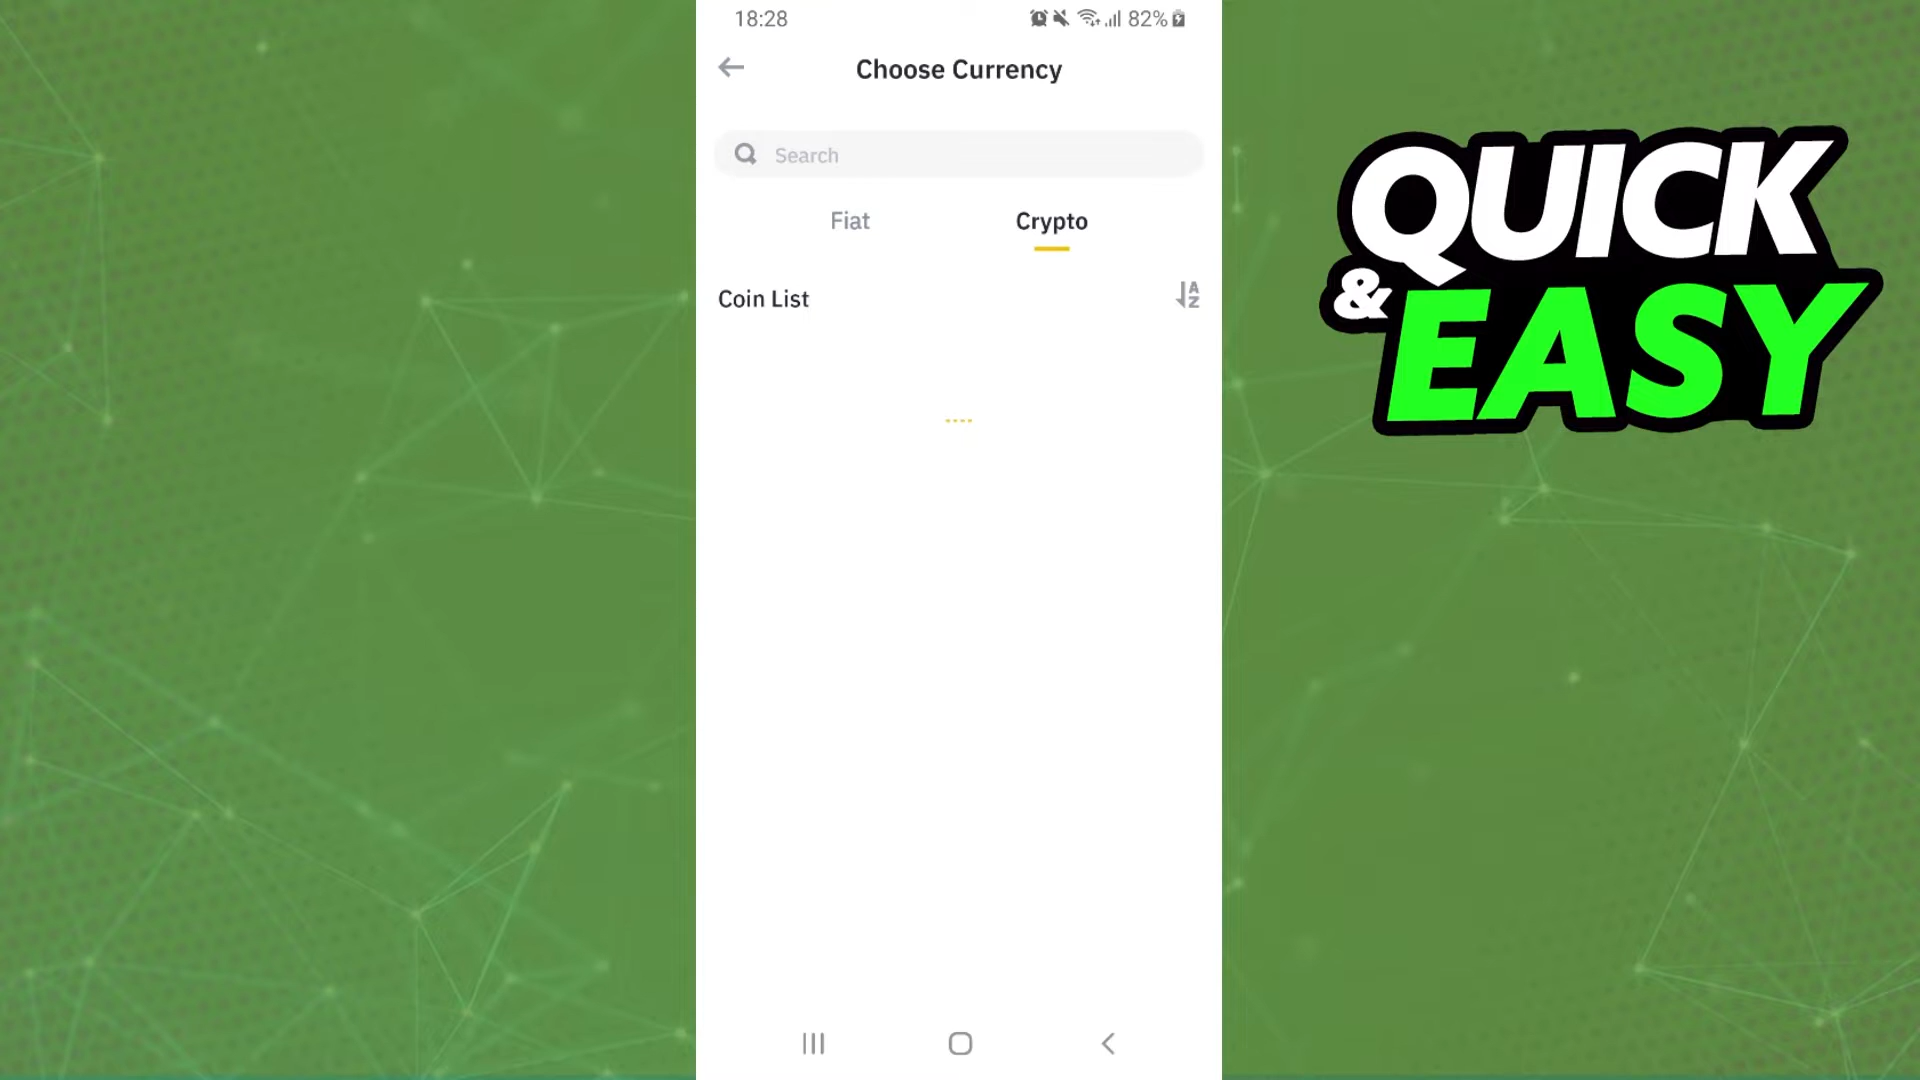 18:28
82%
Choose Currency
Search
Fiat
Crypto
Coin List
QUICK
& EASY